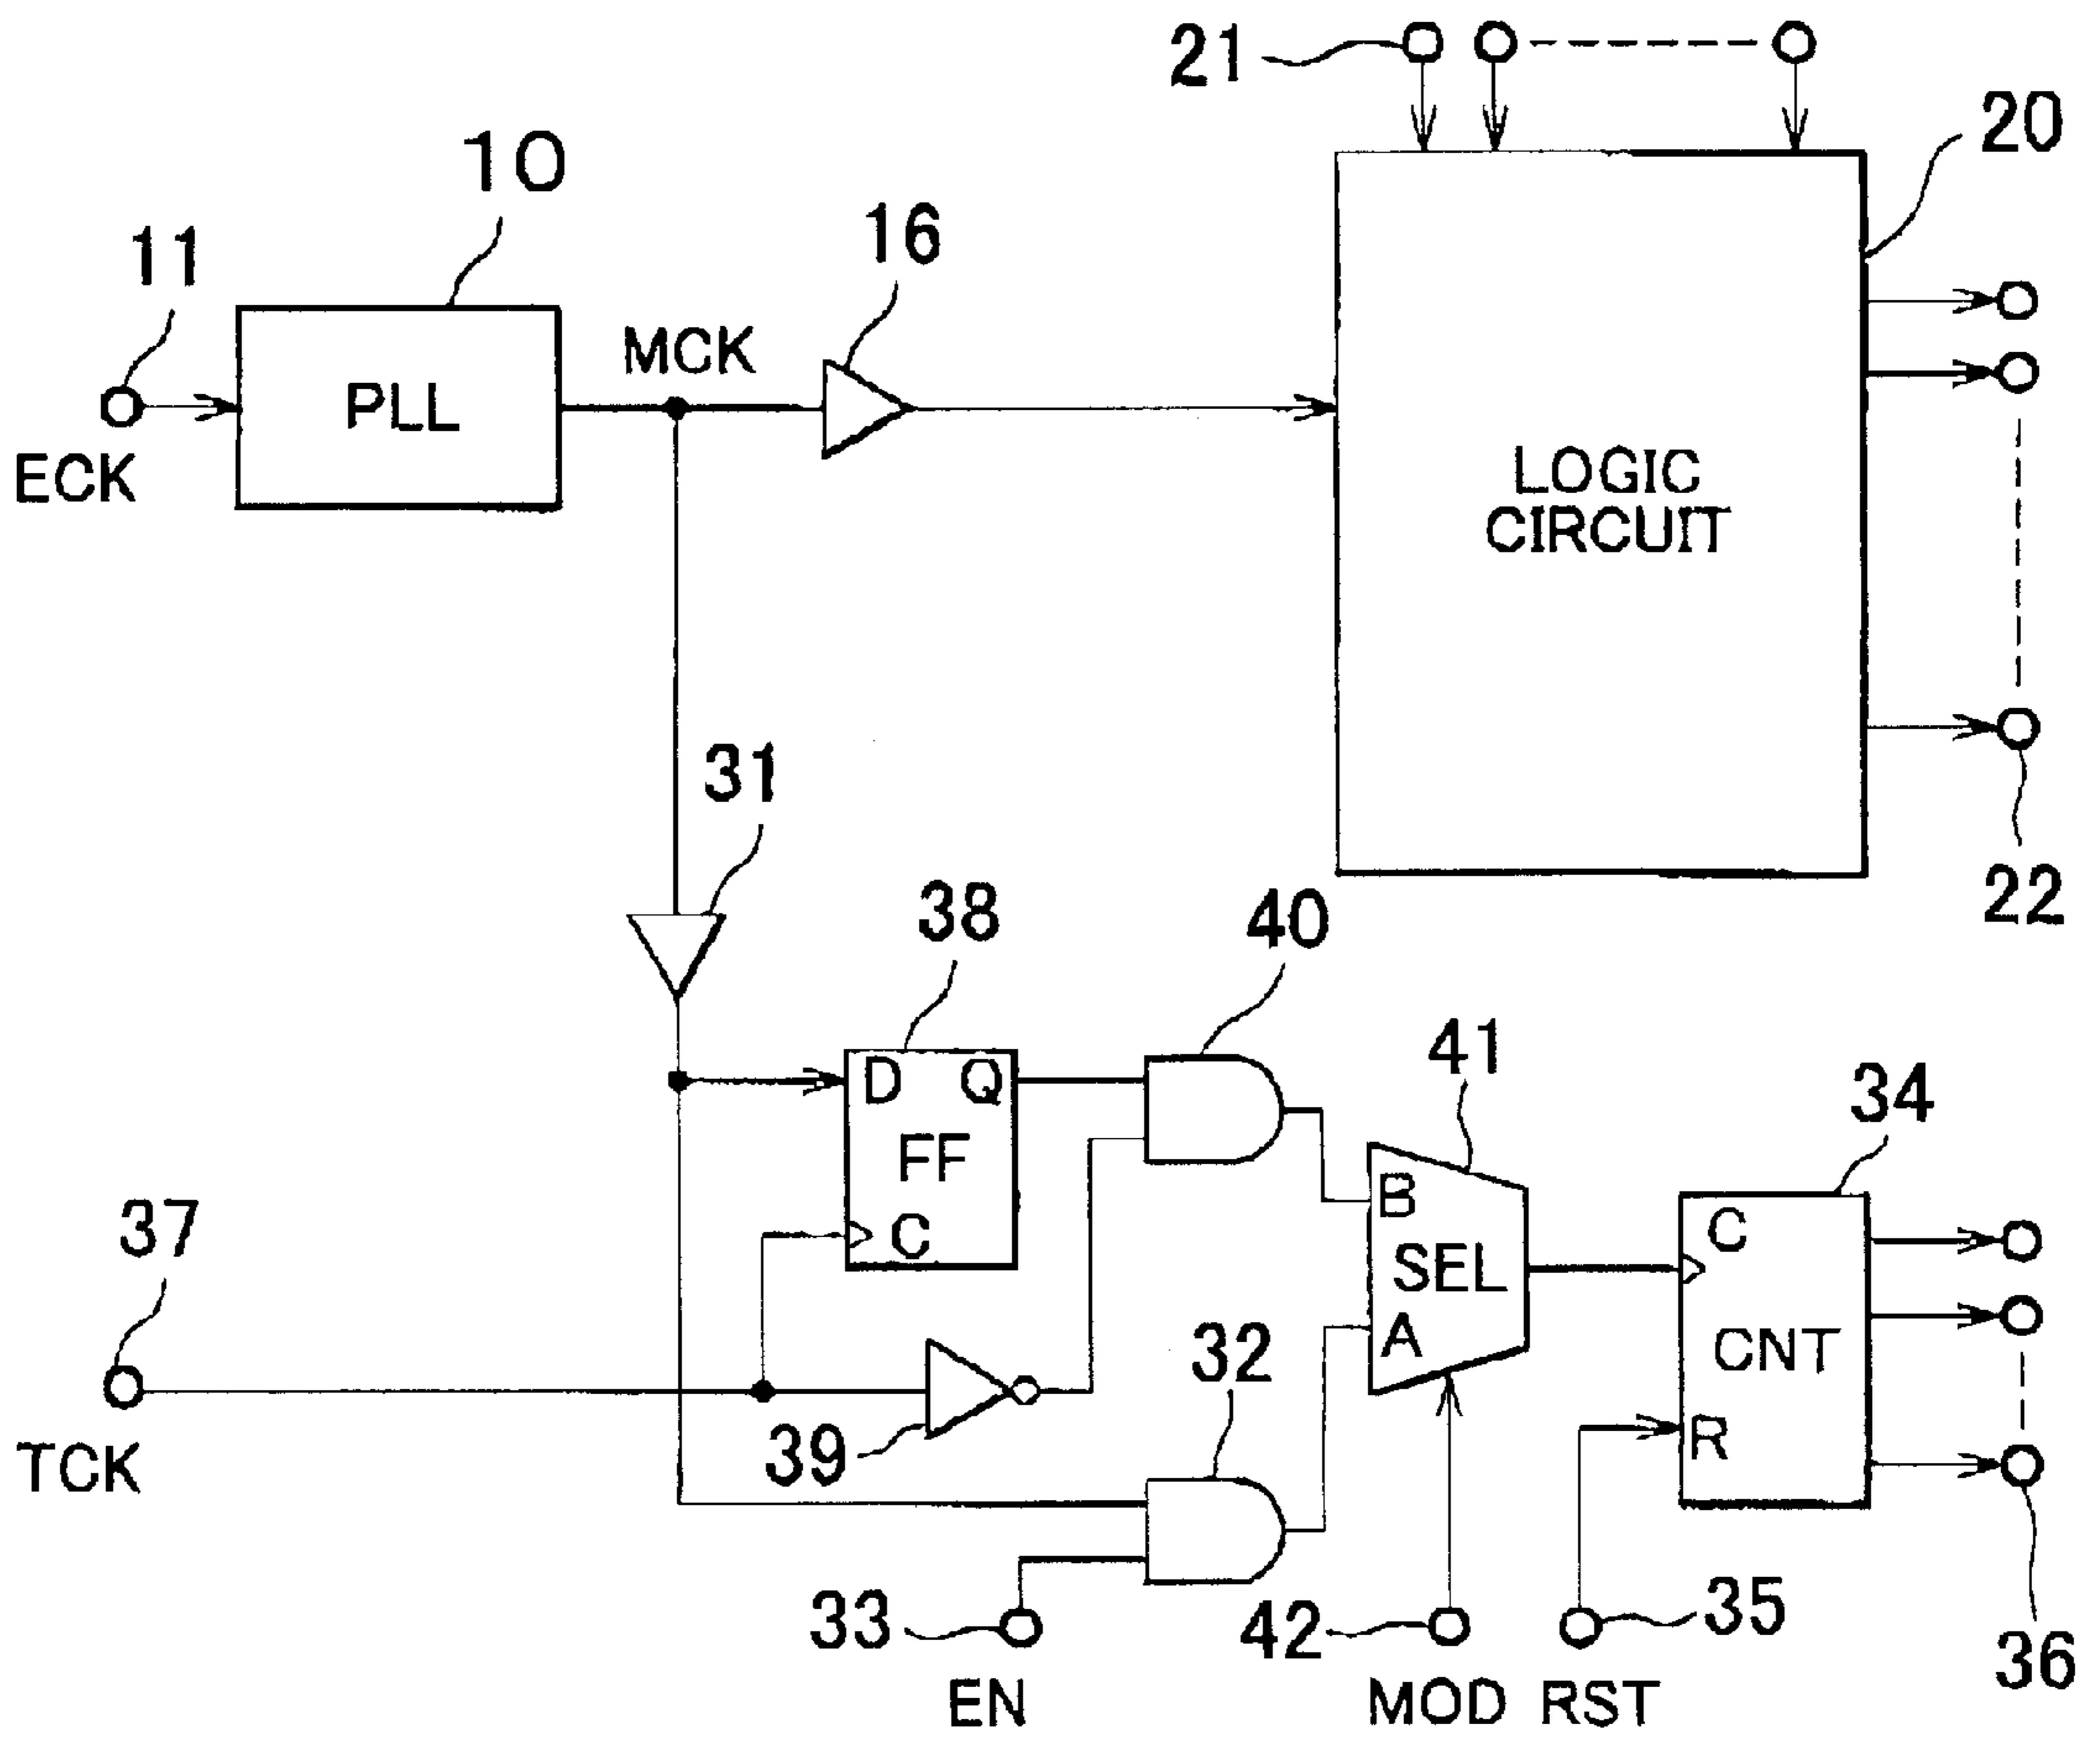 21
20
10
11
16
MCK
PLL
ECK
LOGIC
CIRCUIT
31
22
38
40
41
34
D Q
FF
C
B
SEL
A
C
CNT
R
37
TCK
39
32
33
EN
42
MOD
35
RST
36